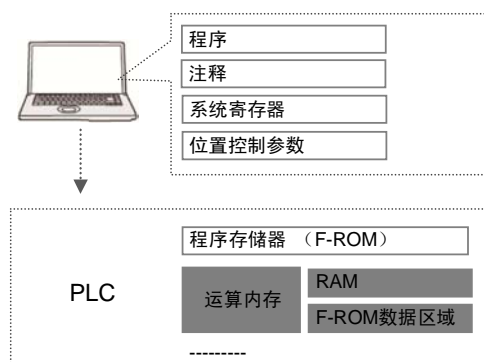 程序
注释
系统寄存器
位置控制参数
程序存储器 （F-ROM）
PLC
运算内存
RAM
F-ROM数据区域
---------